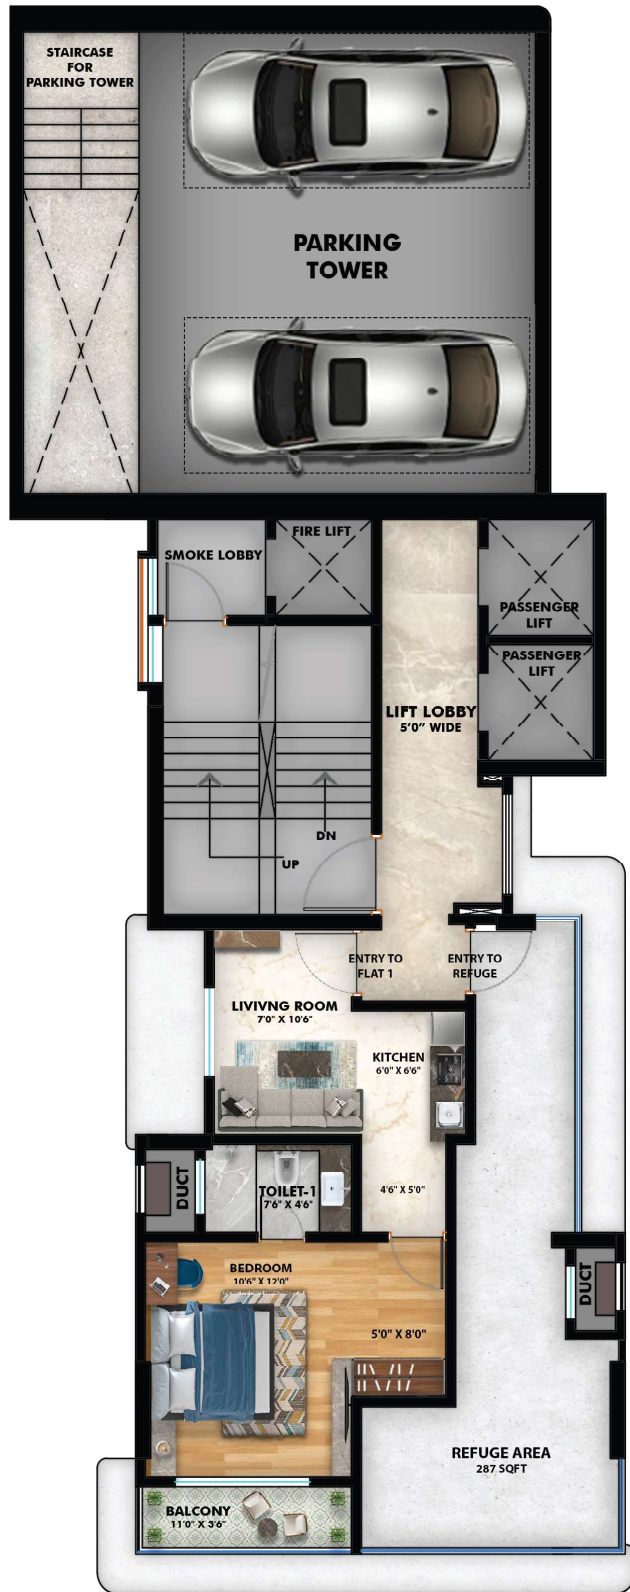 STAIRCASE
FOR
PARKING TOWER
PARKING
TOWER
SMOKE LOBBY
FIRE LIFT
PASSENGER
LIFT
PASSENGER
LIFT
LIFT LOBBY
5'0" WIDE
DN
UP
ENTRY TO
FLAT 1
ENTRY TO
REFUGE
LIVIVNG ROOM
7'0" X 10'6"
KITCHEN
6'0" X 6'6"
DUCT
TOILET-1
7'6" X 4'6"
4'6" X 5'0"
BEDROOM
10'6" X 12'0"
DUCT
5'0" X 8'0"
REFUGE AREA
287 SQFT
BALCONY
11'0" X 3'6"